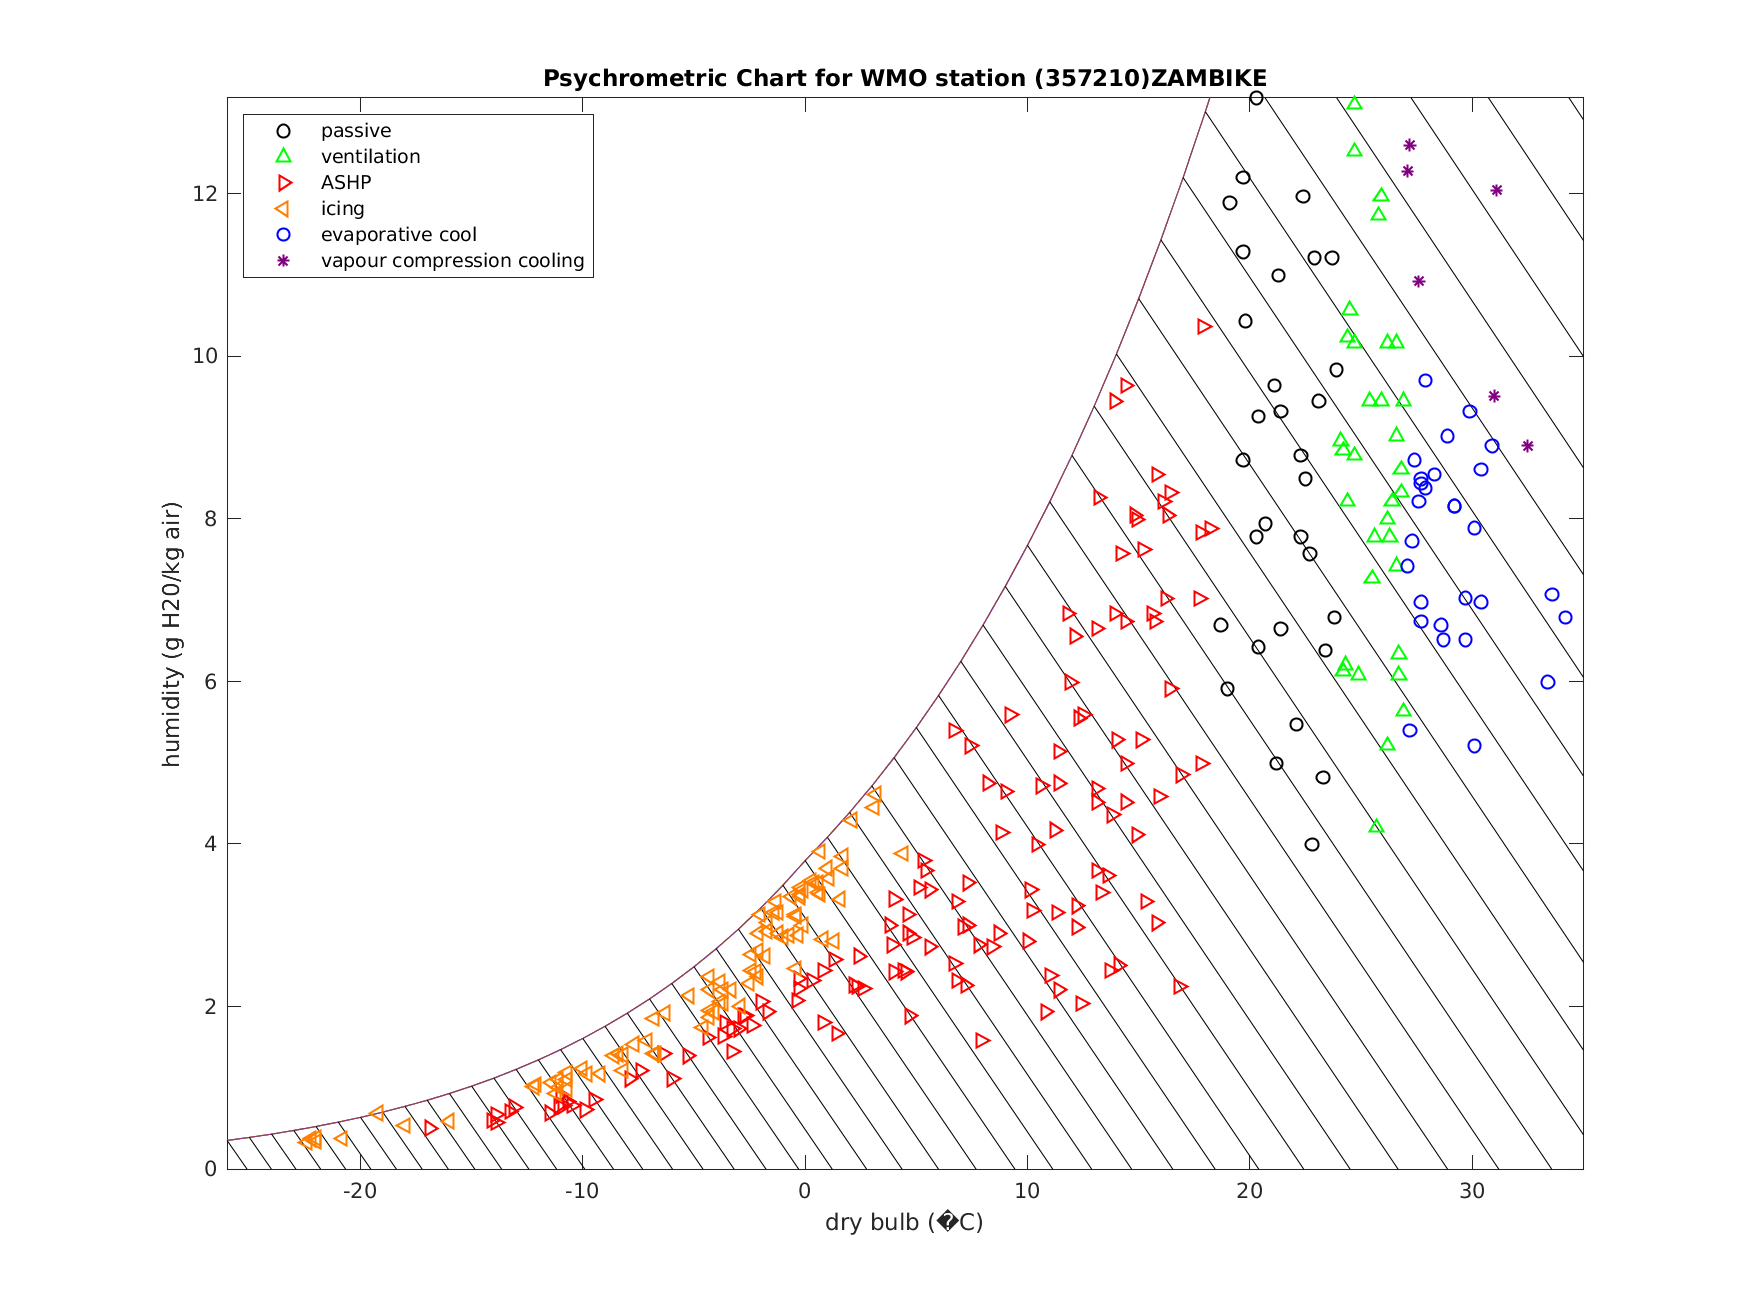 Psychrometric Chart for WMO station (357210)ZAMBIKE
passive
ventilation
ASHP
icing
evaporative cool
vapour compression cooling
humidity (g H20/kg air)
12
10
8
6
4
2
0
-20 -10 0 10 20 30
dry bulb (�C)